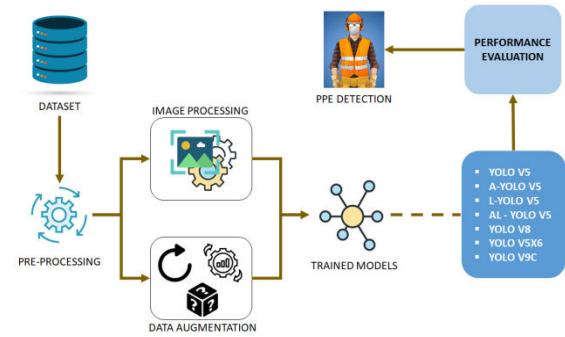 DATASET
PRE-PROCESSING
IMAGE PROCESSING
DATA AUGMENTATION
TRAINED MODELS
YOLO V5
A-YOLO V5
L-YOLO V5
AL - YOLO V5
YOLO V8
YOLO V5X6
YOLO V9C
PERFORMANCE
EVALUATION
PPE DETECTION
? ? ?